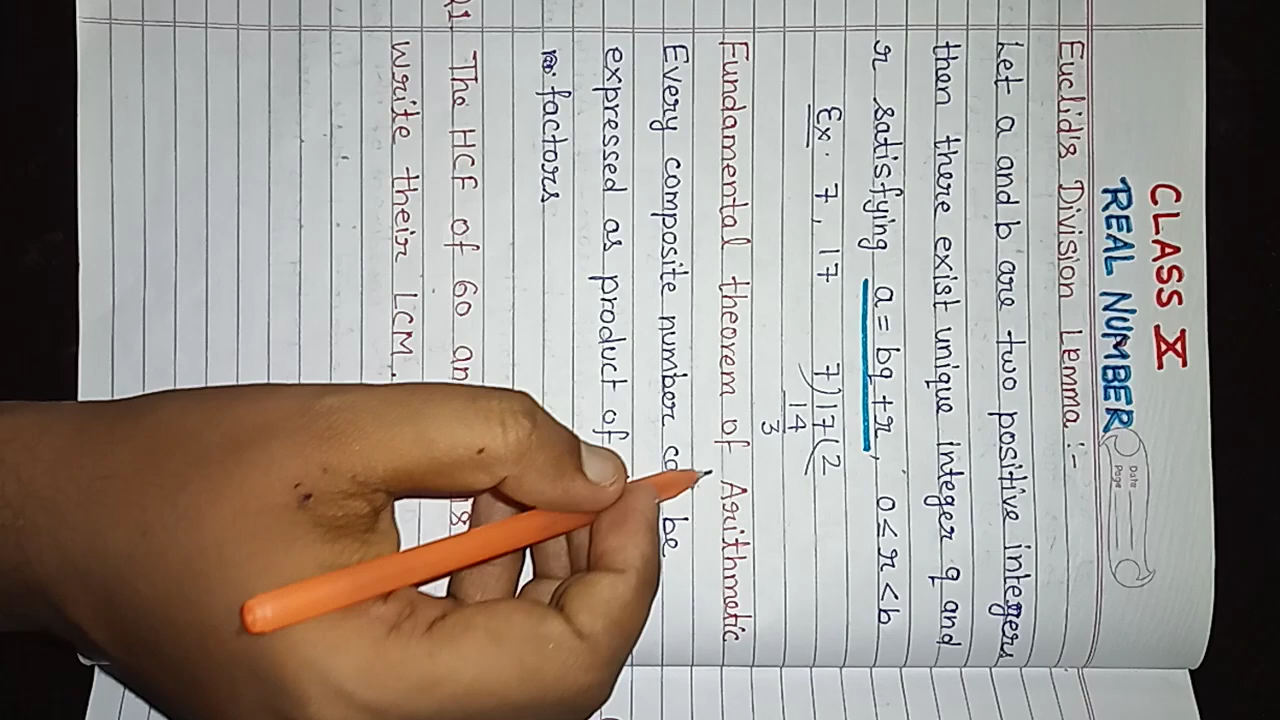 CLASS X
REAL NUMBER
Date
Page
Euclid's Division Lemma :-
Let a and b are two positive integers
then there exist unique integer q and
r satisfying a = bq + r, 0 ≤ r < b
Ex. 7, 17 7)17(2
14
3
Fundamental theorem of Arithmetic
Every composite number be
expressed as product of
factors
Q1. The HCF of 60 18
write their LCM.